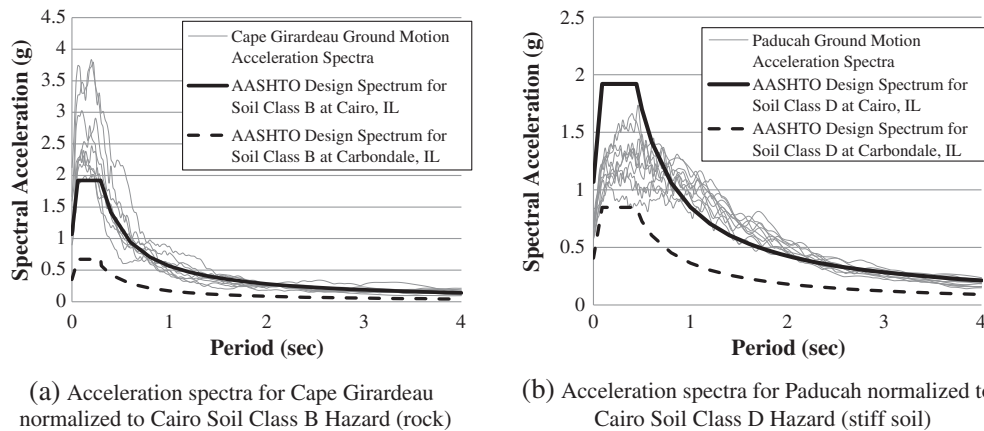 4.5
4
3.5
3
2.5
2
1.5
1
0.5
0
Spectral Acceleration (g)
Cape Girardeau Ground Motion
Acceleration Spectra
AASHTO Design Spectrum for
Soil Class B at Cairo, IL
AASHTO Design Spectrum for
Soil Class B at Carbondale, IL
0 1 2 3 4
Period (sec)
(a) Acceleration spectra for Cape Girardeau
normalized to Cairo Soil Class B Hazard (rock)
2.5
2
1.5
1
0.5
0
Spectral Acceleration (g)
Paducah Ground Motion
Acceleration Spectra
AASHTO Design Spectrum for
Soil Class D at Cairo, IL
AASHTO Design Spectrum for
Soil Class D at Carbondale, IL
0 1 2 3 4
Period (sec)
(b) Acceleration spectra for Paducah normalized to
Cairo Soil Class D Hazard (stiff soil)